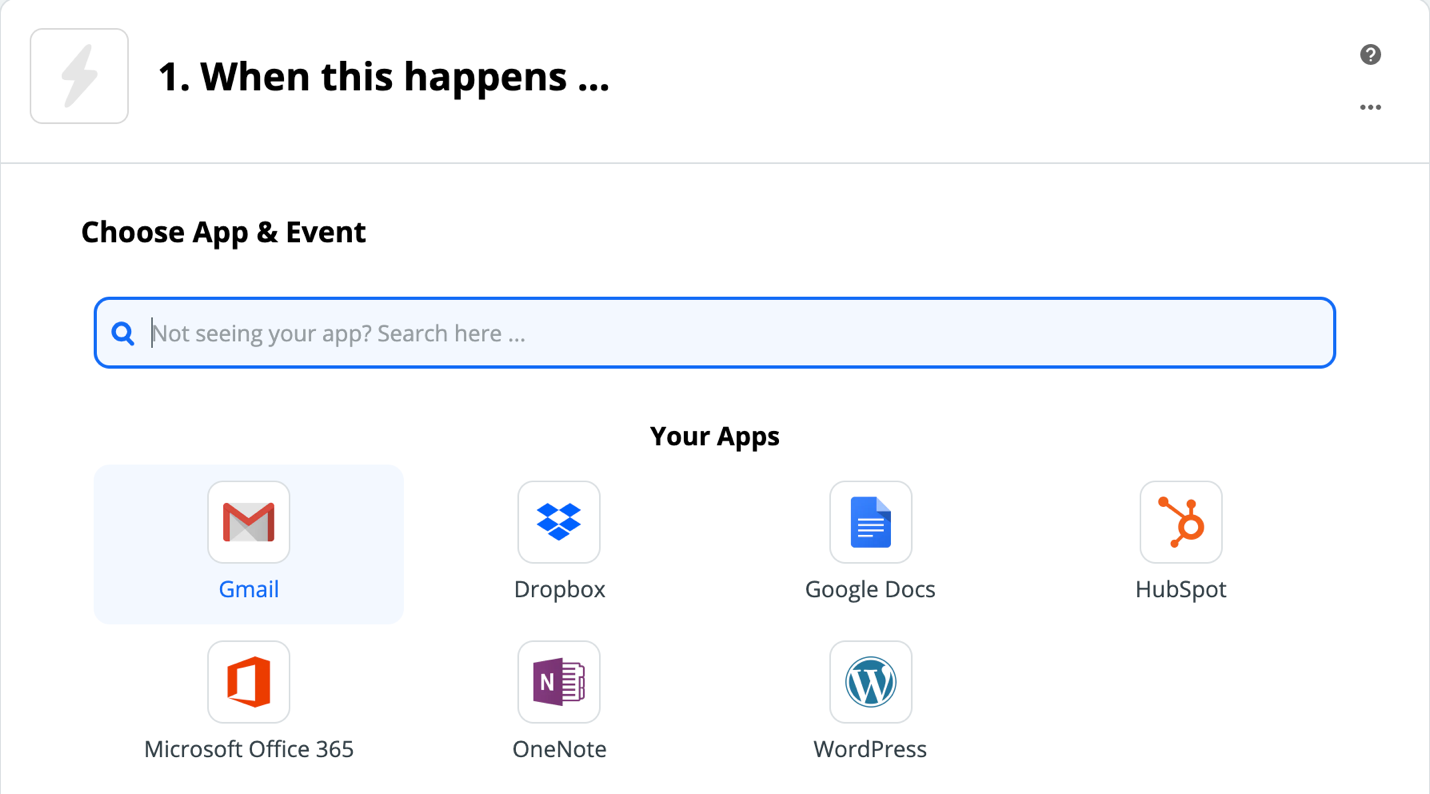 1. When this happens ...
Choose App & Event
Not seeing your app? Search here ...
Your Apps
Gmail
Dropbox
Google Docs
HubSpot
N
W
Microsoft Office 365
OneNote
WordPress